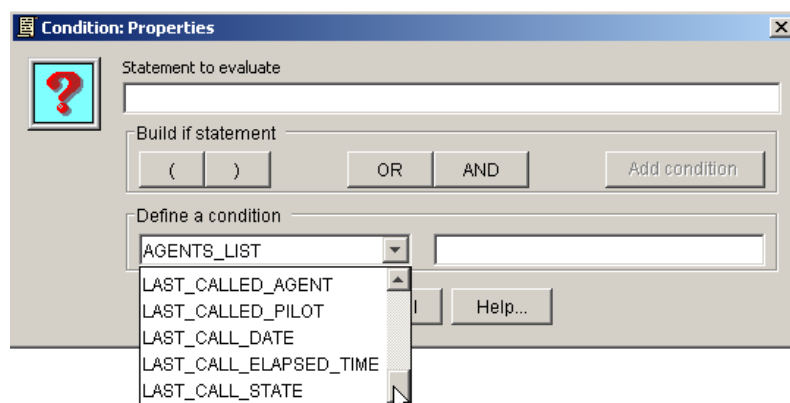 Condition: Properties
Statement to evaluate
Build if statement
( ) OR AND Add condition
Define a condition
AGENTS_LIST
LAST_CALLED_AGENT
LAST_CALLED_PILOT
LAST_CALL_DATE
LAST_CALL_ELAPSED_TIME
LAST_CALL_STATE
Help...